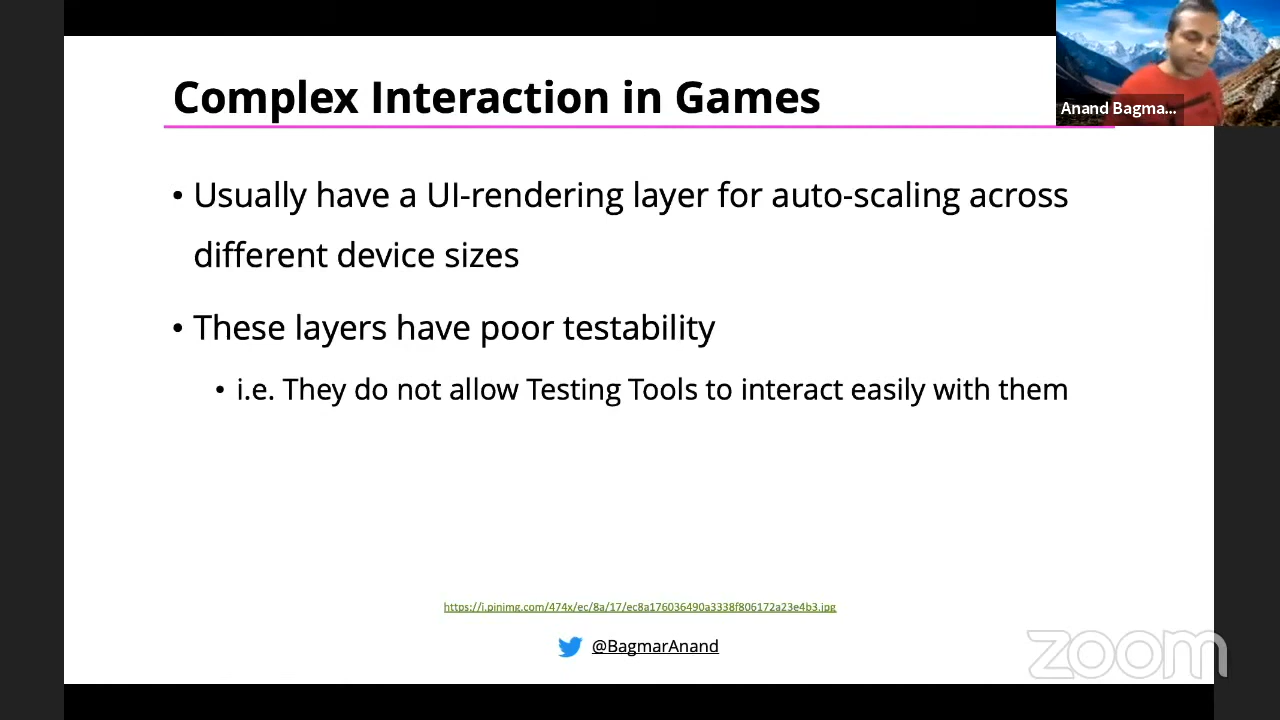 Complex Interaction in Games
Anand Bagma...
• Usually have a UI-rendering layer for auto-scaling across
different device sizes
• These layers have poor testability
• i.e. They do not allow Testing Tools to interact easily with them
https://i.pinimg.com/474x/ec/8a/17/ec8a176036490a3338f806172a23e4b3.jpg
@BagmarAnand
zoom